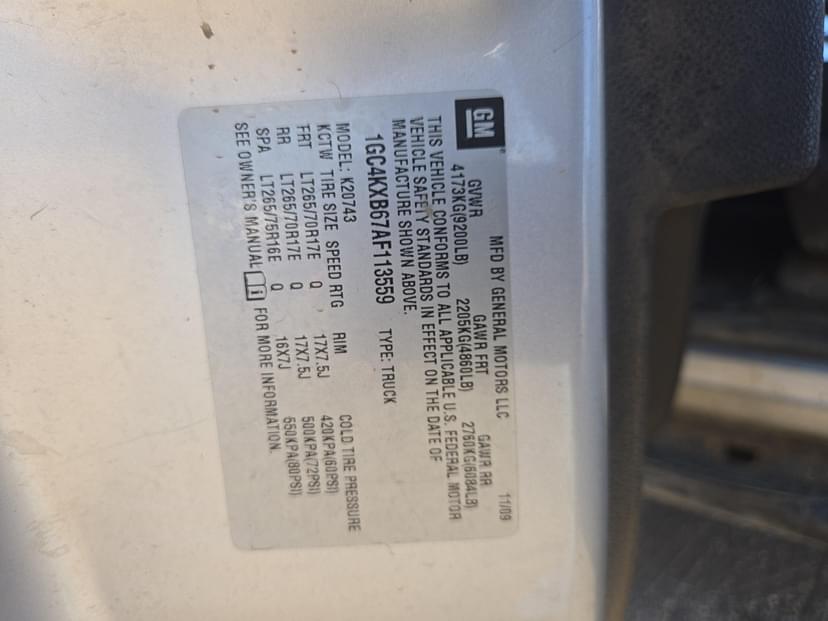 GM
MFD BY GENERAL MOTORS LLC 11/09
GVWR GAWR FRT GAWR RR
4173KG(9200LB) 2205KG(4860LB) 2760KG(6084LB)
THIS VEHICLE CONFORMS TO ALL APPLICABLE U.S. FEDERAL MOTOR
VEHICLE SAFETY STANDARDS IN EFFECT ON THE DATE OF
MANUFACTURE SHOWN ABOVE.
1GC4KXB67AF113559 TYPE: TRUCK
MODEL: K20743
KCTW TIRE SIZE SPEED RTG RIM COLD TIRE PRESSURE
FRT LT265/70R17E Q 17X7.5J 420KPA(60PSI)
RR LT265/70R17E Q 17X7.5J 500KPA(72PSI)
SPA LT265/75R16E Q 16X7J 550KPA(80PSI)
SEE OWNER'S MANUAL i FOR MORE INFORMATION